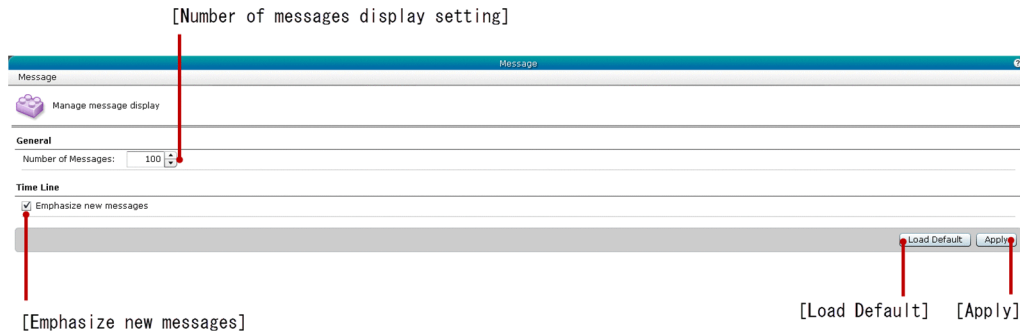 [Number of messages display setting]
Message
?
Message
Manage message display
General
Number of Messages: 100
Time Line
Emphasize new messages
Load Default Apply
[Load Default] [Apply]
[Emphasize new messages]